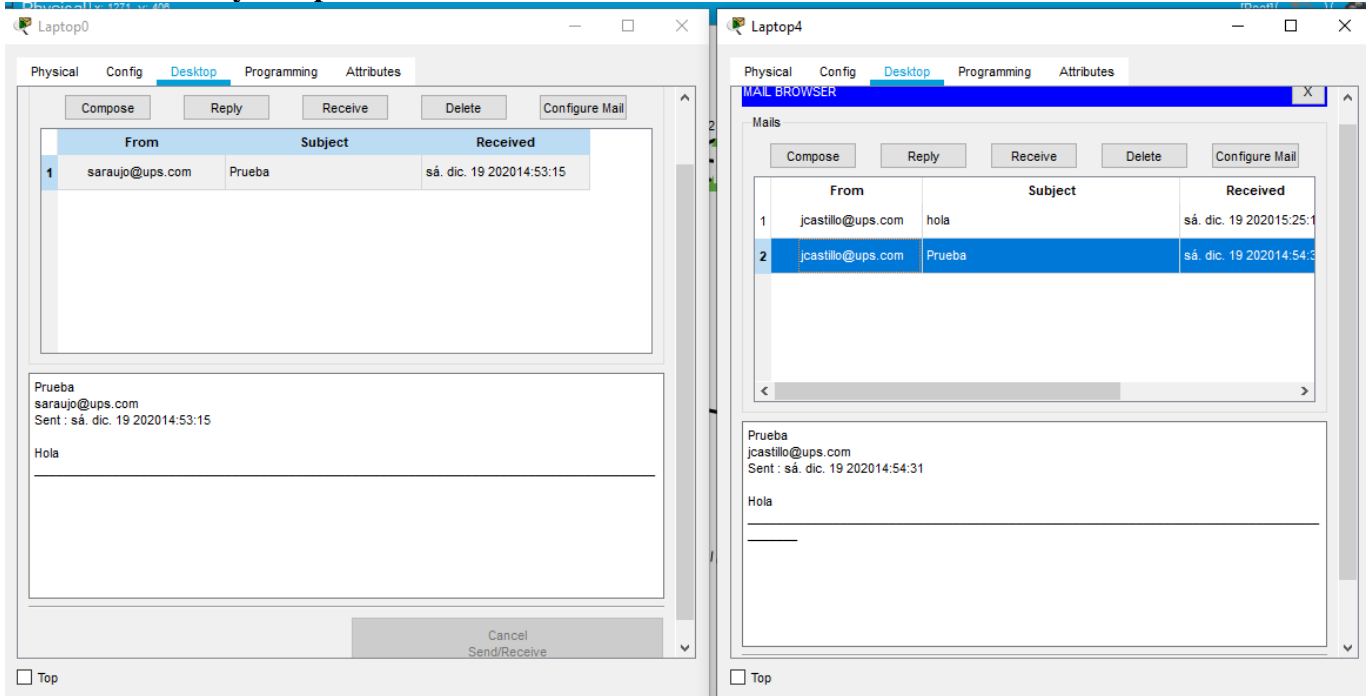 Physical x: 1271, y: 406
[Root]
Laptop0
Physical Config Desktop Programming Attributes
Compose Reply Receive Delete Configure Mail
From Subject Received
1 saraujo@ups.com Prueba sá. dic. 19 202014:53:15
Prueba
saraujo@ups.com
Sent : sá. dic. 19 202014:53:15
Hola
Cancel
Send/Receive
Top
2
Laptop4
Physical Config Desktop Programming Attributes
MAIL BROWSER X
Mails
Compose Reply Receive Delete Configure Mail
From Subject Received
1 jcastillo@ups.com hola sá. dic. 19 202015:25:1
2 jcastillo@ups.com Prueba sá. dic. 19 202014:54:3
Prueba
jcastillo@ups.com
Sent : sá. dic. 19 202014:54:31
Hola
Top